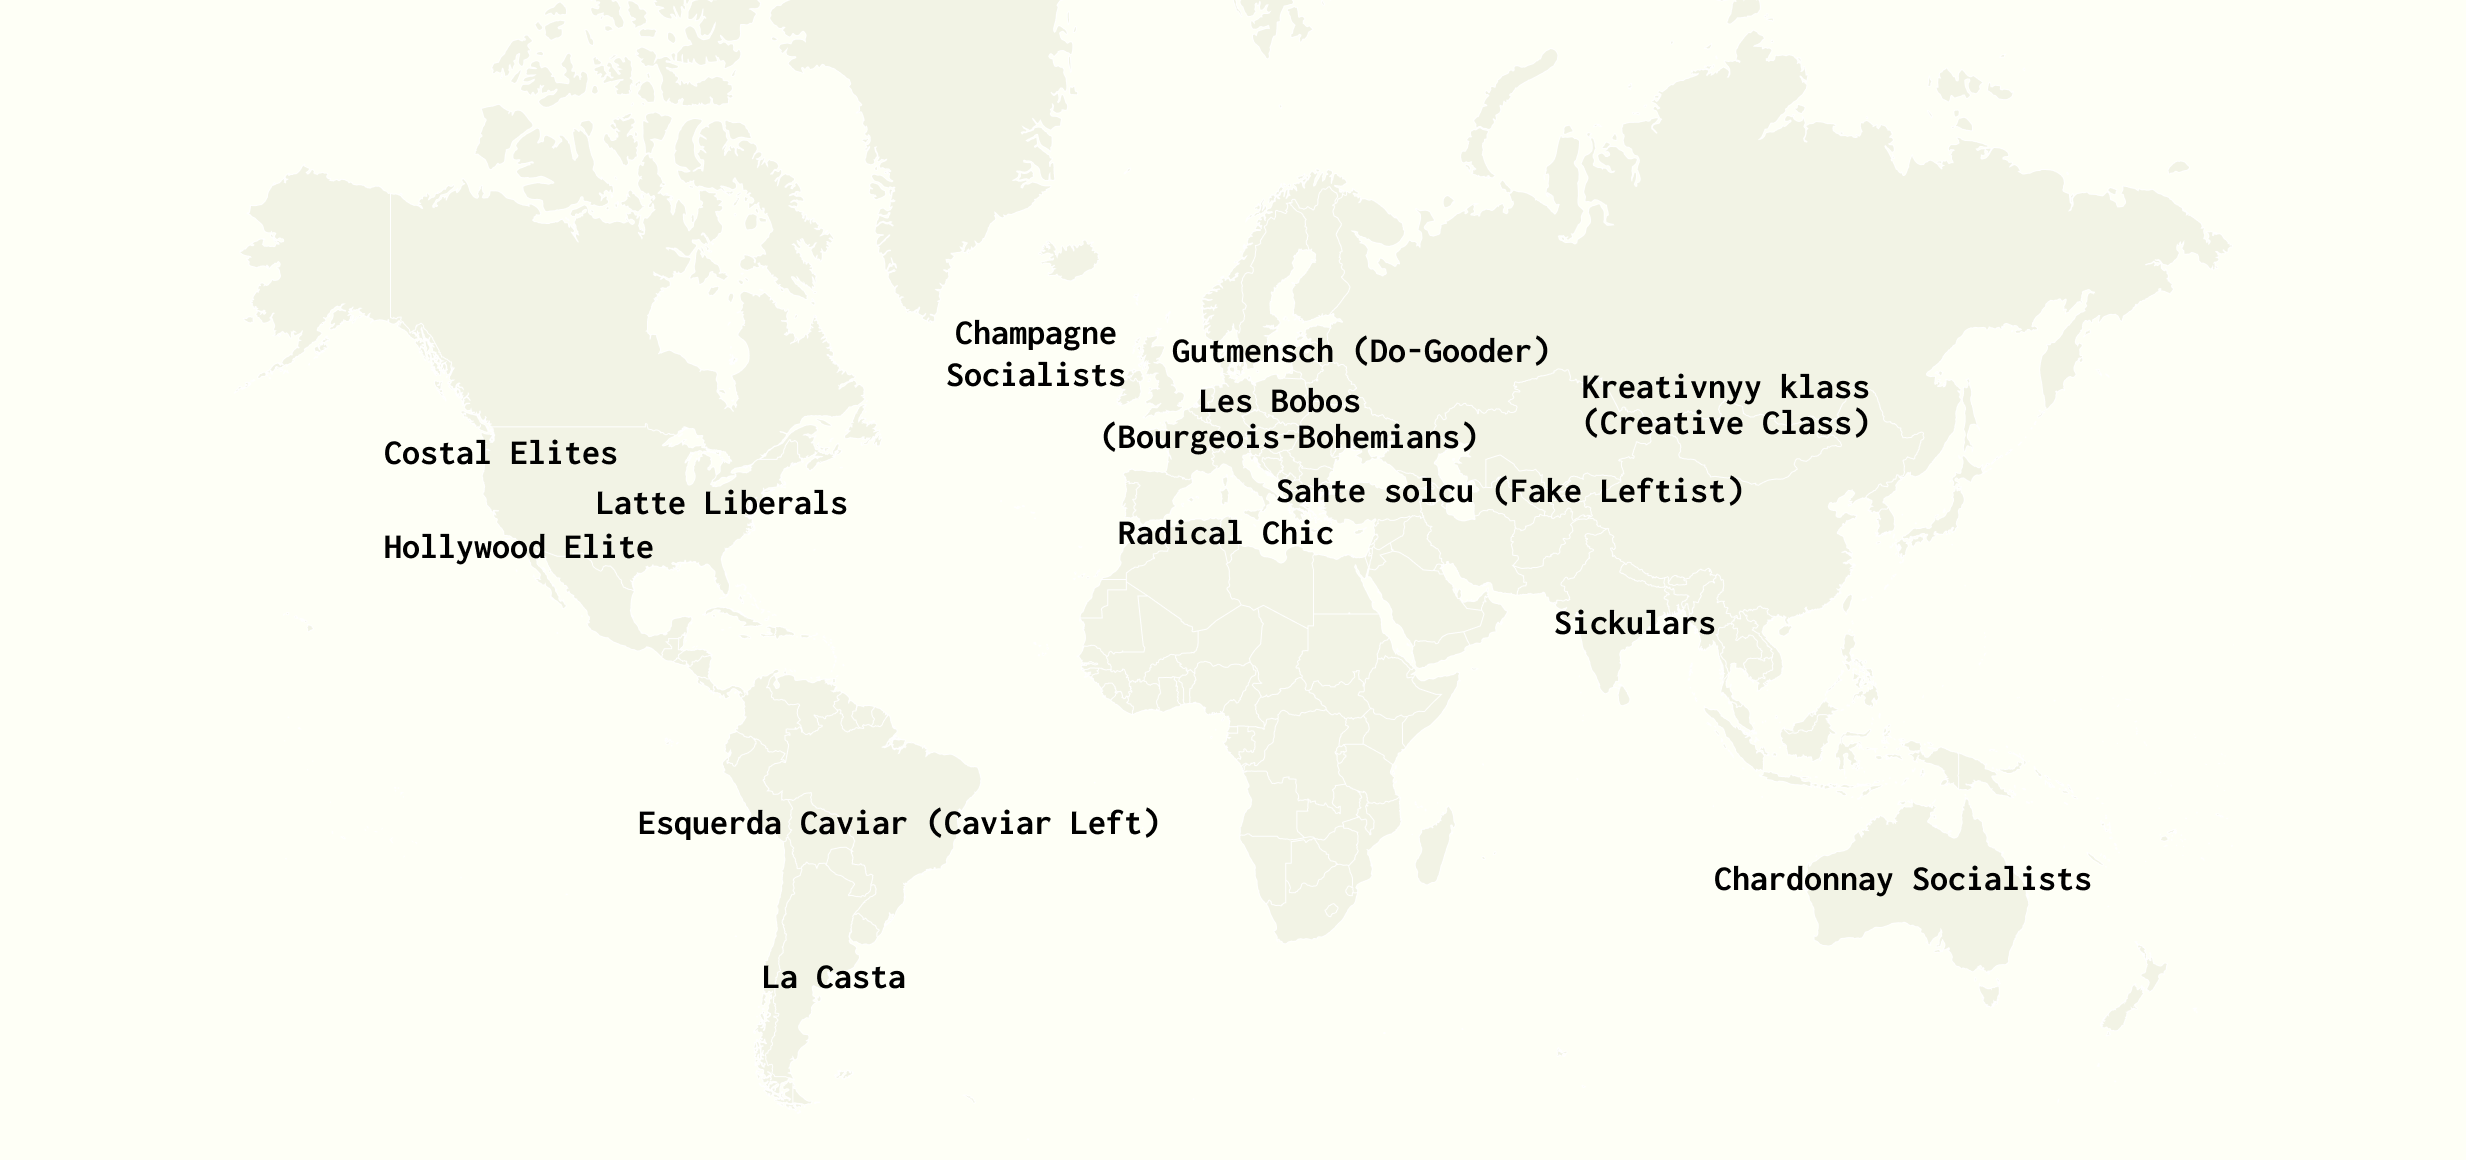 Champagne
Socialists
Gutmensch (Do-Gooder)
Les Bobos
(Bourgeois-Bohemians)
Kreativnyy klass
(Creative Class)
Costal Elites
Latte Liberals
Hollywood Elite
Sahte solcu (Fake Leftist)
Radical Chic
Sickulars
Esquerda Caviar (Caviar Left)
Chardonnay Socialists
La Casta